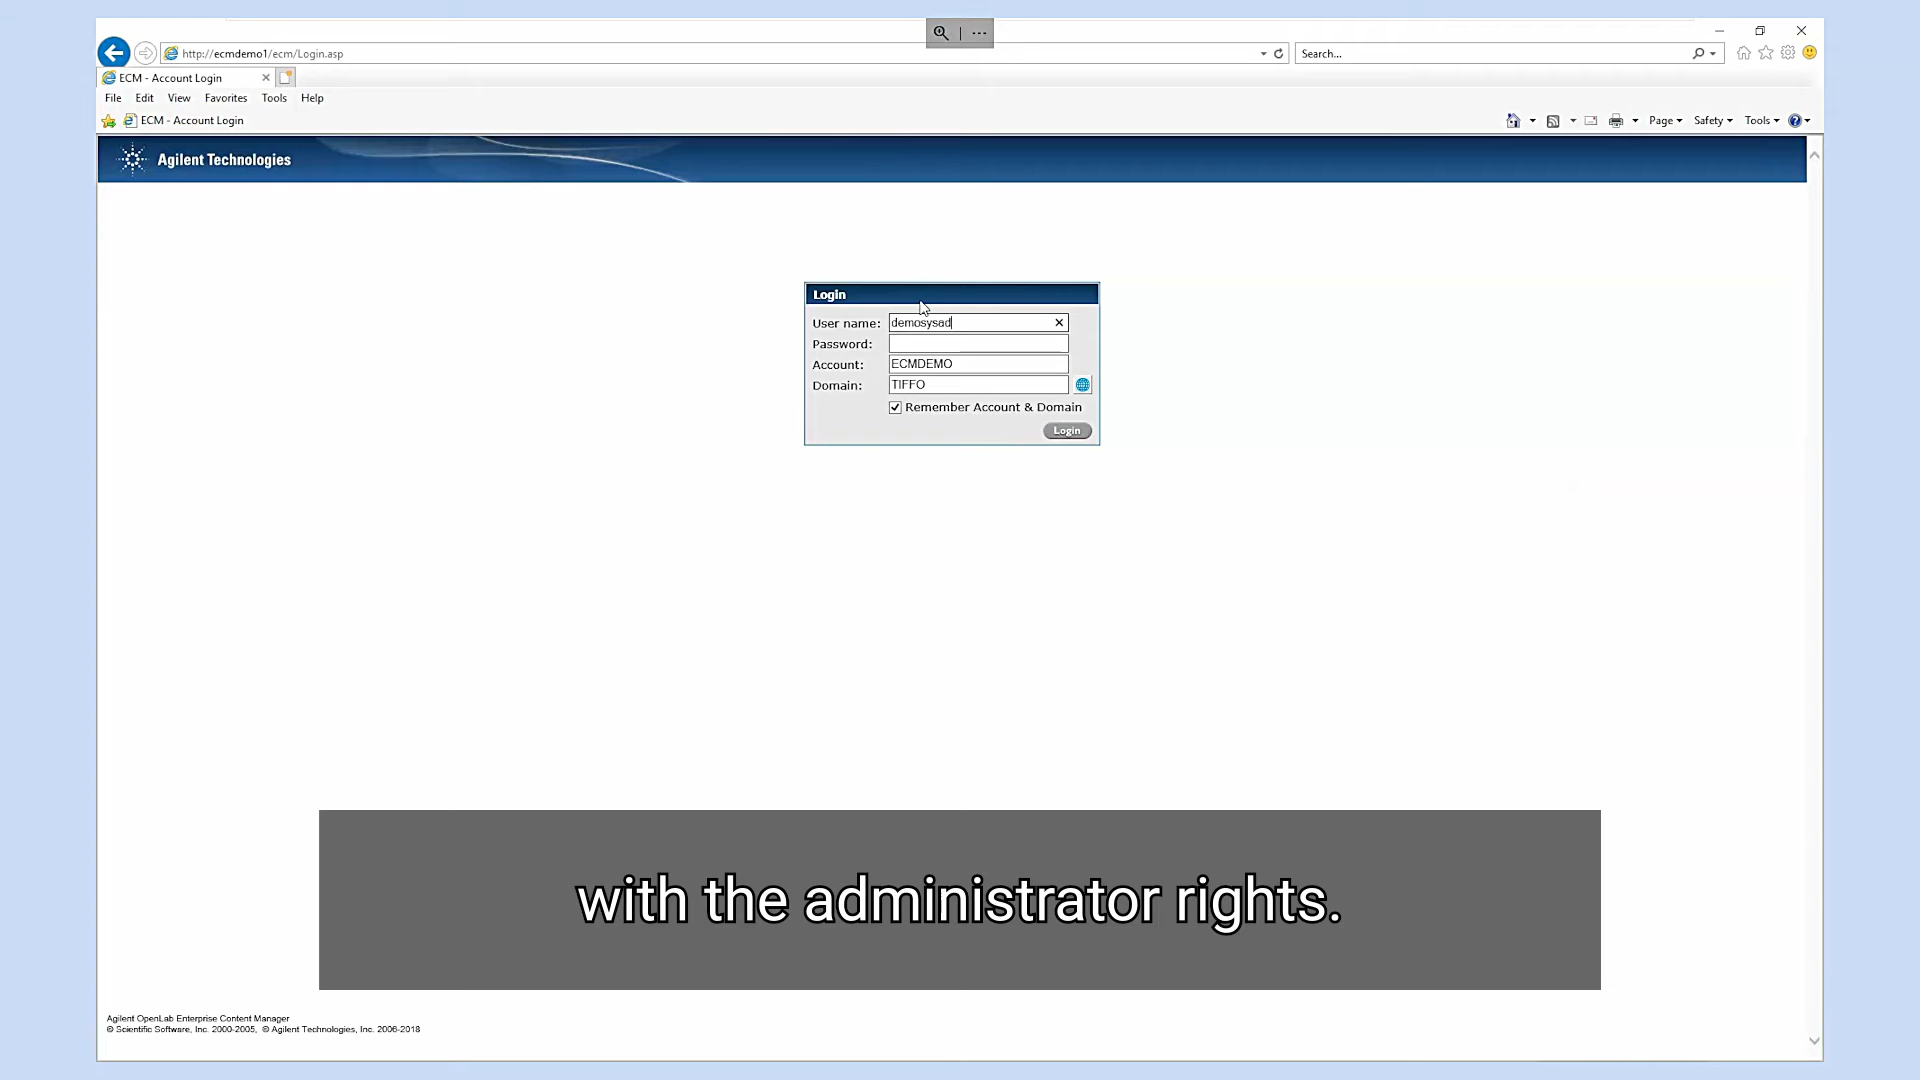 http://ecmdemo1/ecm/Login.asp
Search...
ECM - Account Login
File Edit View Favorites Tools Help
ECM - Account Login
Page Safety Tools
Agilent Technologies
Login
User name: demosysad
Password:
Account: ECMDEMO
Domain: TIFFO
Remember Account & Domain
Login
with the administrator rights.
Agilent OpenLab Enterprise Content Manager
© Scientific Software, Inc. 2000-2005, © Agilent Technologies, Inc. 2006-2018